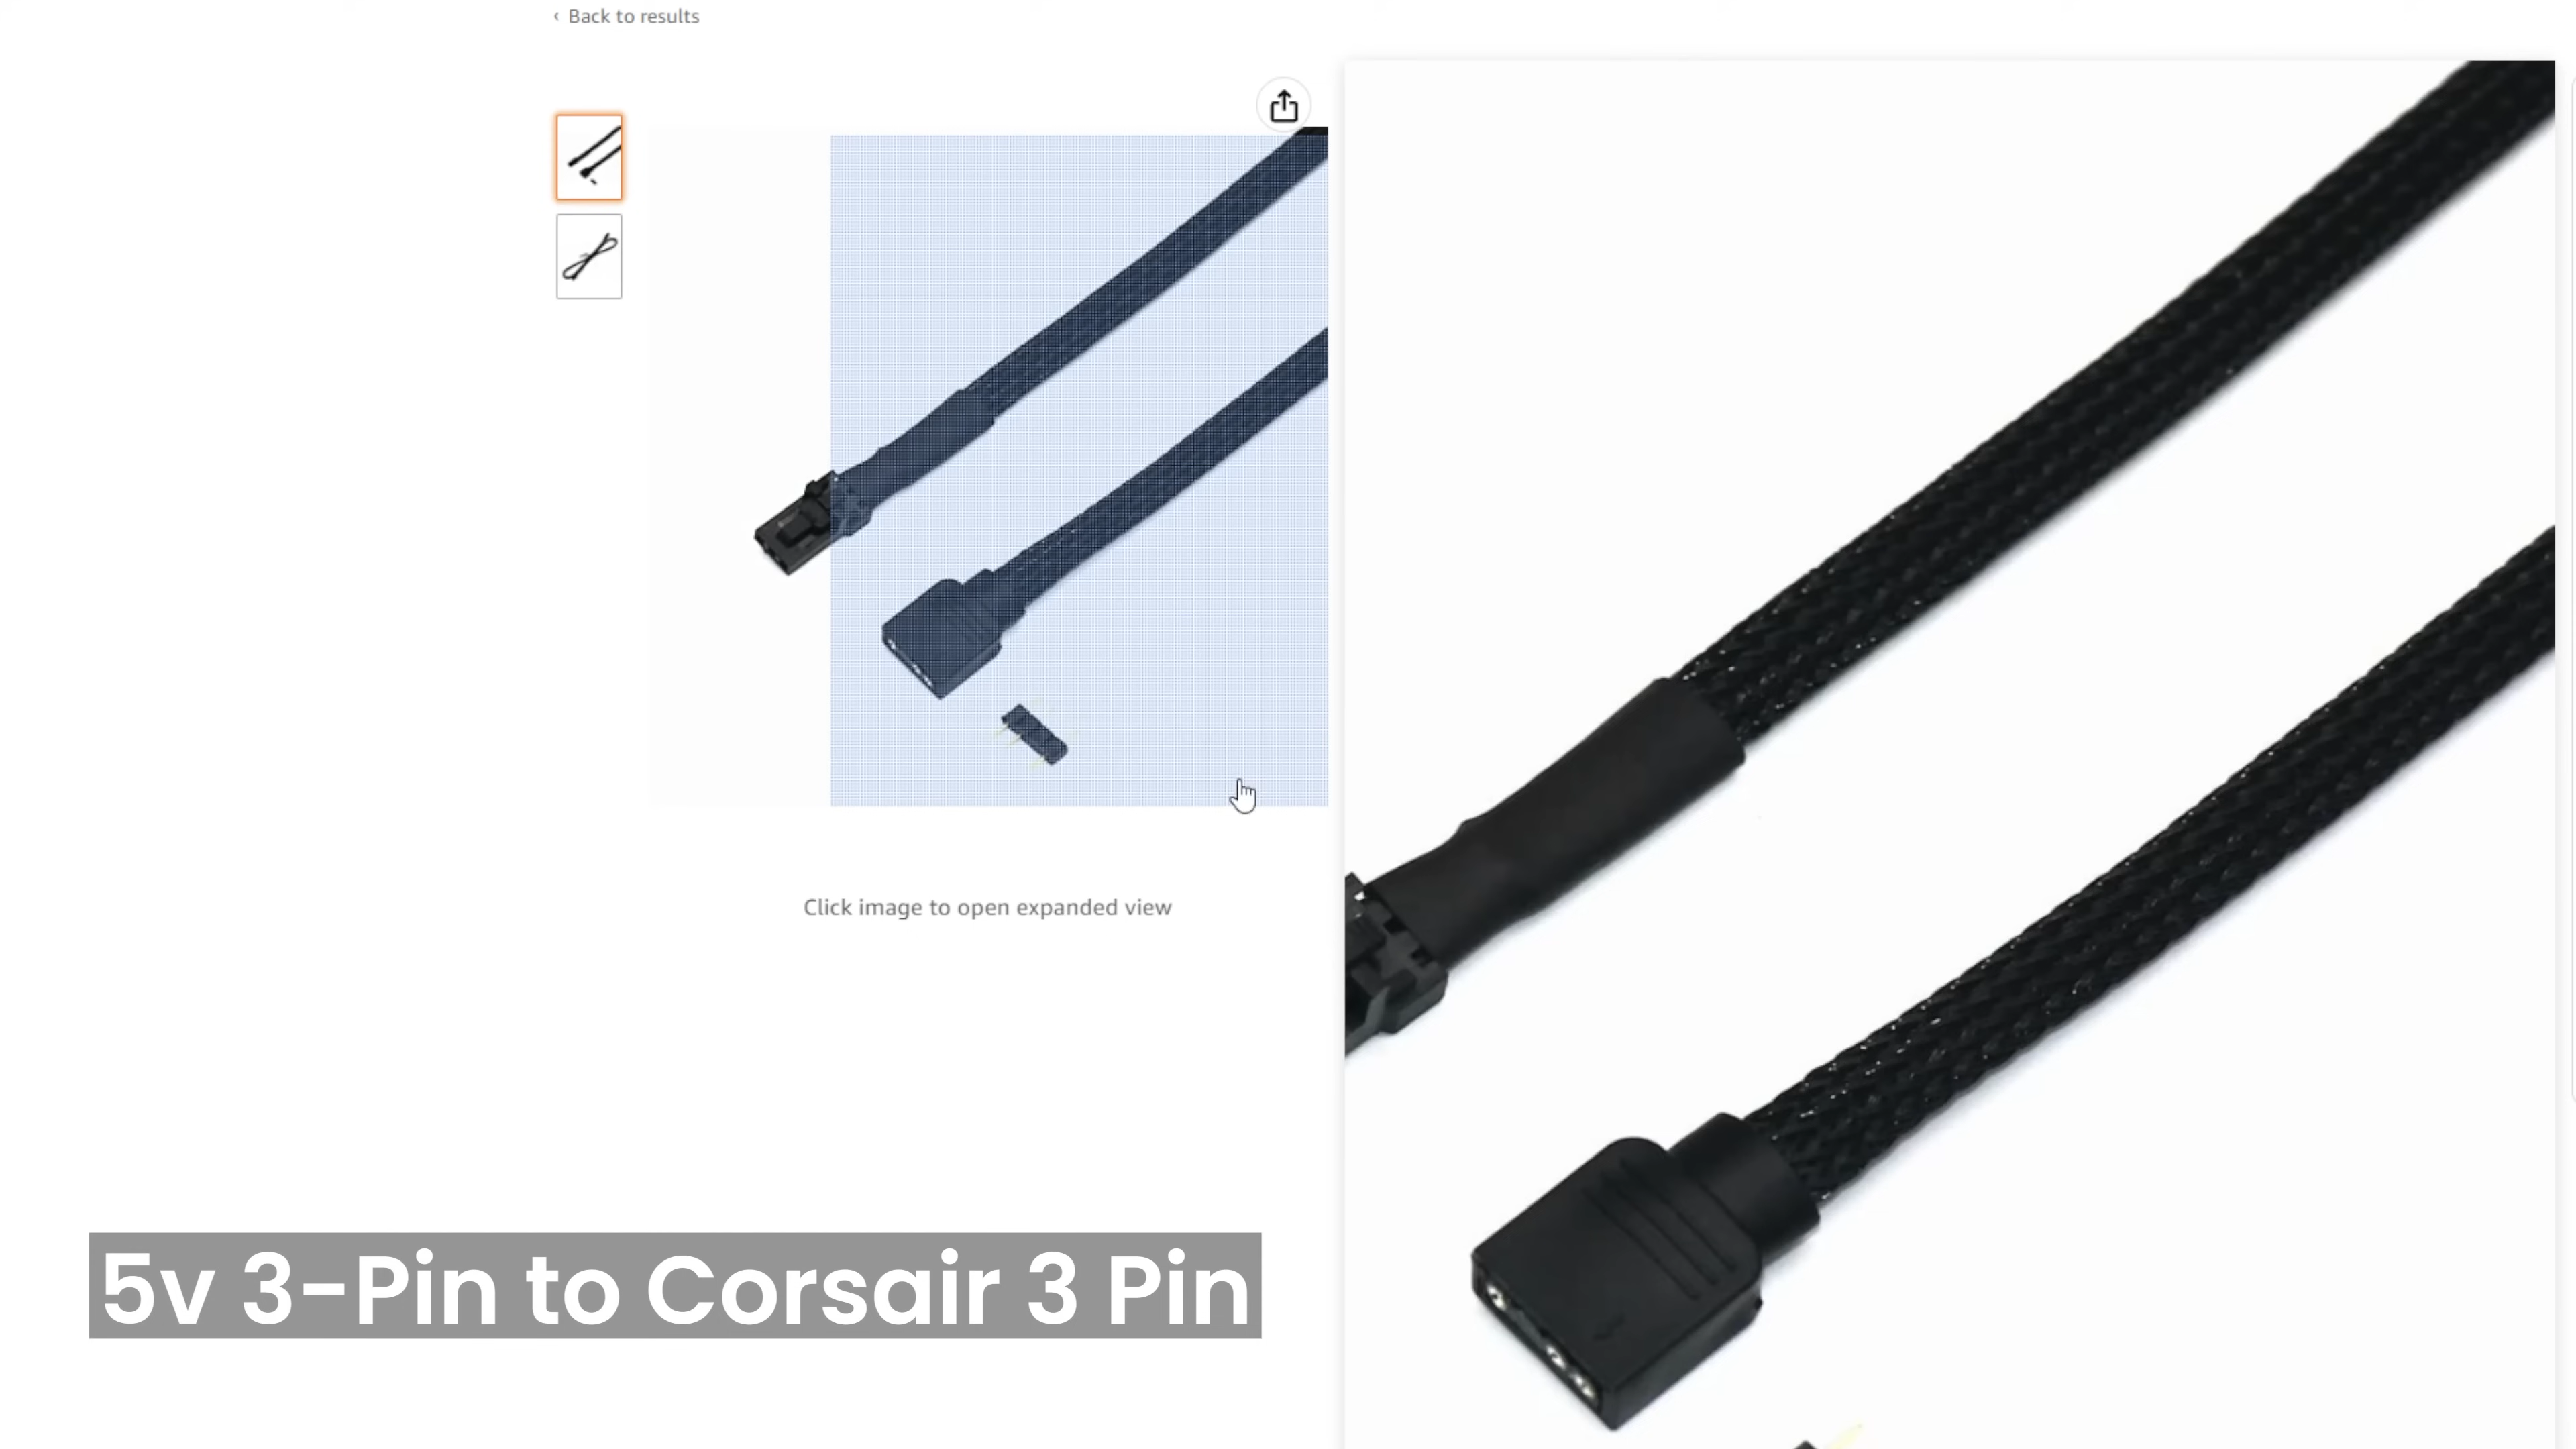 ‹ Back to results
Click image to open expanded view
5v 3-Pin to Corsair 3 Pin